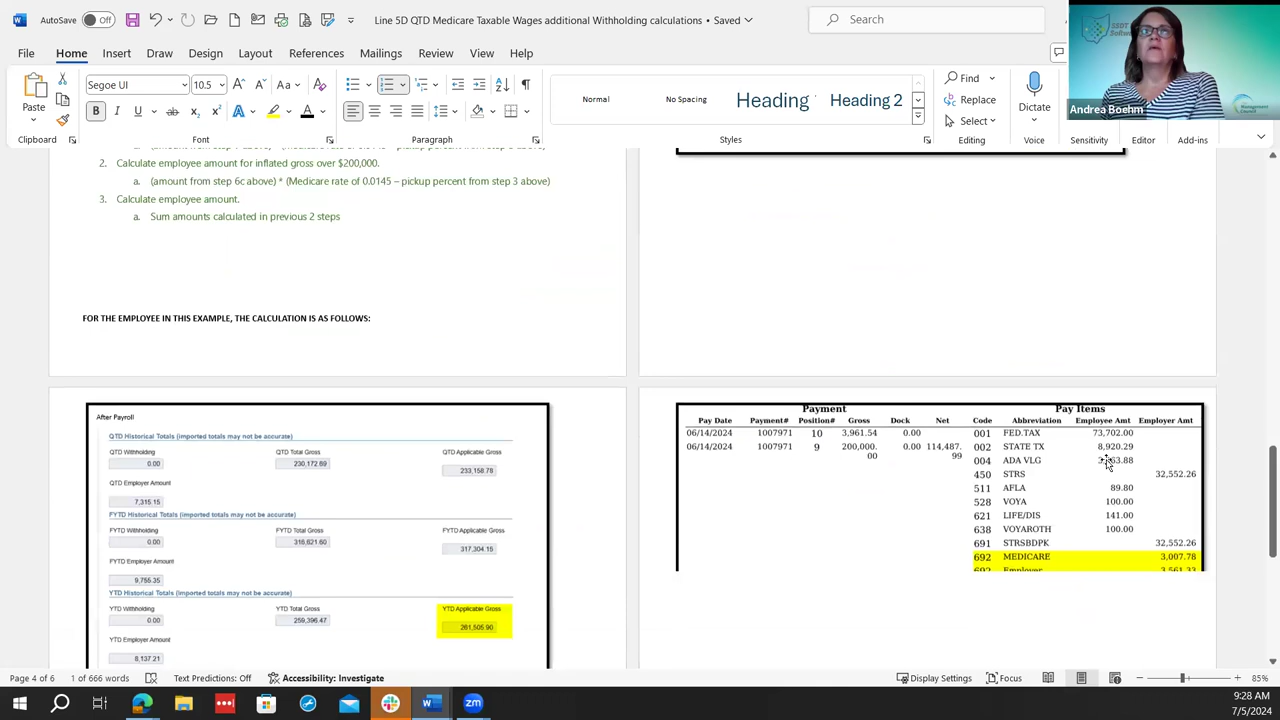 AutoSave Off Line 5D QTD Medicare Taxable Wages additional Withholding calculations • Saved Search
File Home Insert Draw Design Layout References Mailings Review View Help
Paste Segoe UI 10.5 Normal No Spacing Heading Heading 2 Find Replace Select Dictate Sensitivity Editor Add-ins
Clipboard Font Paragraph Styles Editing Voice Sensitivity Editor Add-ins
Andrea Boehm
2. Calculate employee amount for inflated gross over $200,000.
a. (amount from step 6c above) * (Medicare rate of 0.0145 – pickup percent from step 3 above)
3. Calculate employee amount.
a. Sum amounts calculated in previous 2 steps
FOR THE EMPLOYEE IN THIS EXAMPLE, THE CALCULATION IS AS FOLLOWS:
After Payroll
QTD Historical Totals (imported totals may not be accurate)
QTD Withholding QTD Total Gross QTD Applicable Gross
0.00 230,172.69 233,158.78
QTD Employer Amount
7,315.15
FYTD Historical Totals (imported totals may not be accurate)
FYTD Withholding FYTD Total Gross FYTD Applicable Gross
0.00 316,621.60 317,304.15
FYTD Employer Amount
9,755.35
YTD Historical Totals (imported totals may not be accurate)
YTD Withholding YTD Total Gross YTD Applicable Gross
0.00 259,396.47 261,505.90
YTD Employer Amount
8,137.21
Payment Pay Items
Pay Date Payment# Position# Gross Dock Net Code Abbreviation Employee Amt Employer Amt
06/14/2024 1007971 10 3,961.54 0.00 001 FED.TAX 73,702.00
06/14/2024 1007971 9 200,000.00 0.00 114,487.99 002 STATE TX 8,920.29
004 ADA VLG
450 STRS 32,552.26
511 AFLA 89.80
528 VOYA 100.00
621 LIFE/DIS 141.00
638 VOYAROTH 100.00
691 STRSBDPK 32,552.26
692 MEDICARE 3,007.78
692 Employer 3,561.33
Page 4 of 6 1 of 666 words Text Predictions: Off Accessibility: Investigate Display Settings Focus 85%
9:28 AM
7/5/2024